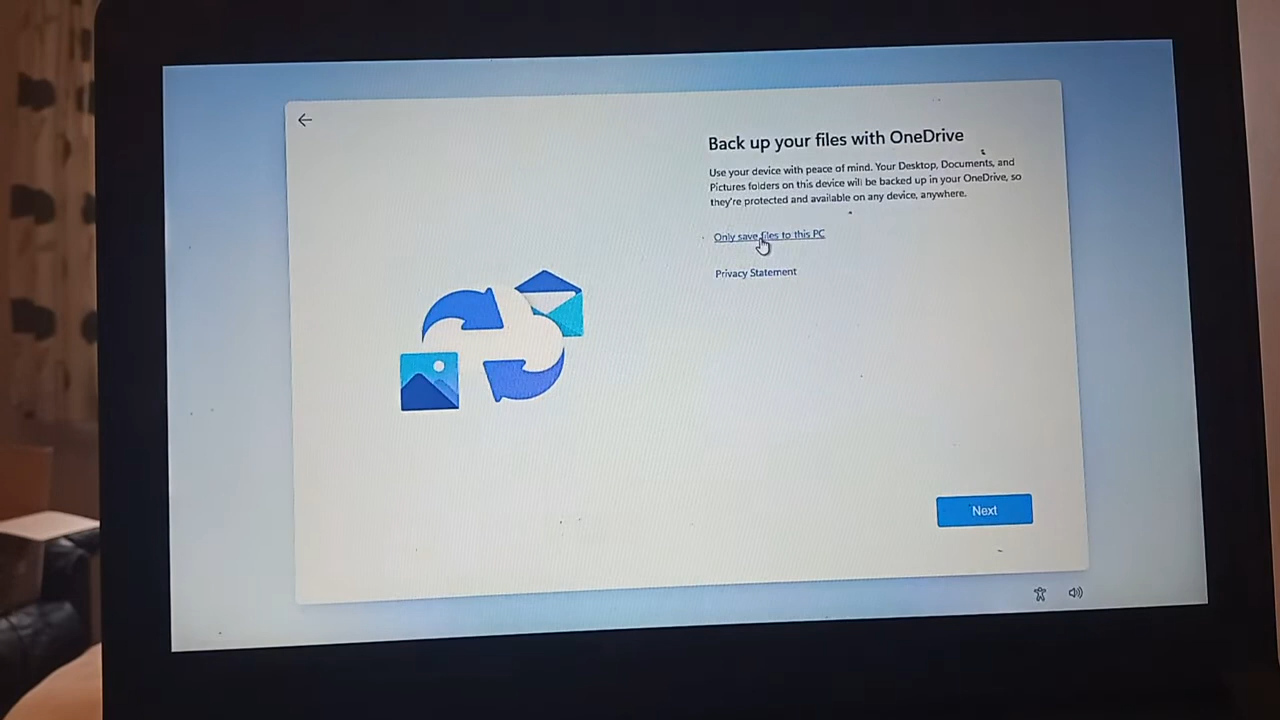 Back up your files with OneDrive
Use your device with peace of mind. Your Desktop, Documents, and
Pictures folders on this device will be backed up in your OneDrive, so
they're protected and available on any device, anywhere.
Only save files to this PC
Privacy Statement
Next